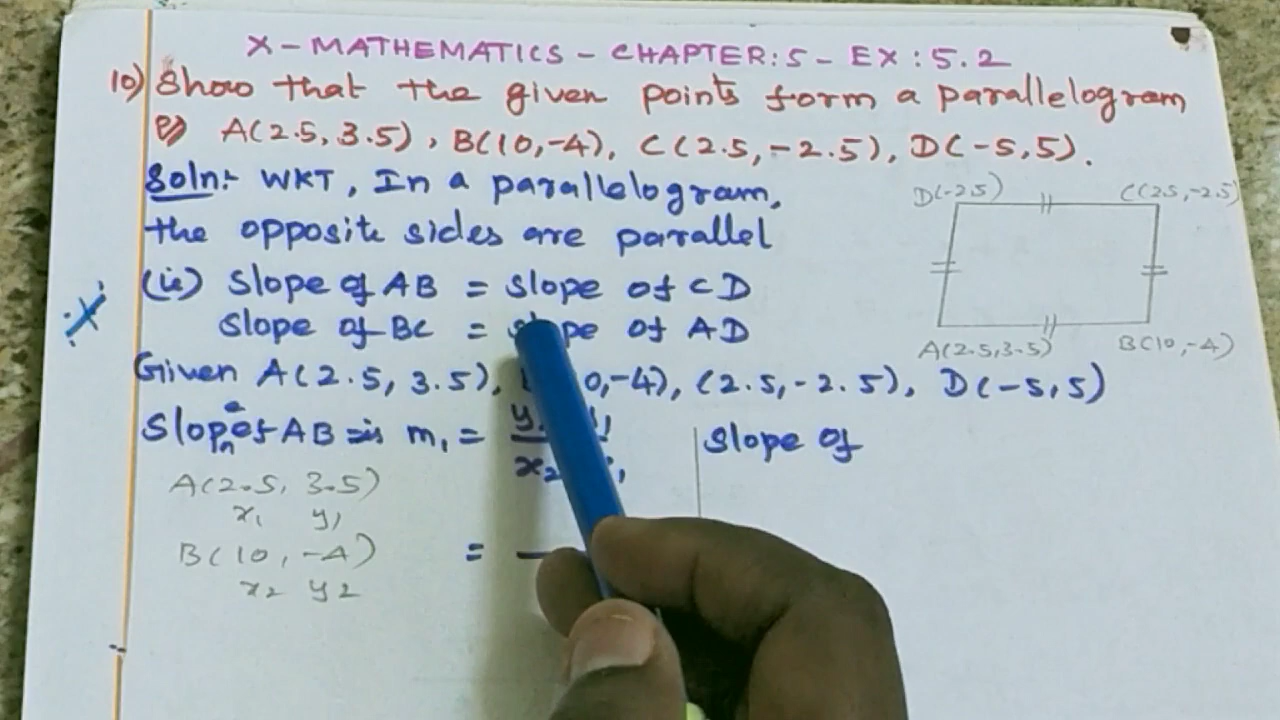 X - MATHEMATICS - CHAPTER: 5 - EX: 5.2
10) Show that the given points form a parallelogram
A(2.5, 3.5), B(10,-4), C(2.5, -2.5), D(-5,5).
Soln:- WKT, In a parallelogram,
the opposite sides are parallel
(ie) Slope of AB = Slope of CD
Slope of BC = Slope of AD
D(-2.5) C(2.5,-2.5)
A(2.5,3.5) B(10,-4)
Given A(2.5, 3.5), 0,-4), (2.5,-2.5), D(-5,5)
Slope of AB is m₁ =
Slope of
A(2.5, 3.5)
x₁ y₁
B(10, -4)
x₂ y₂
=